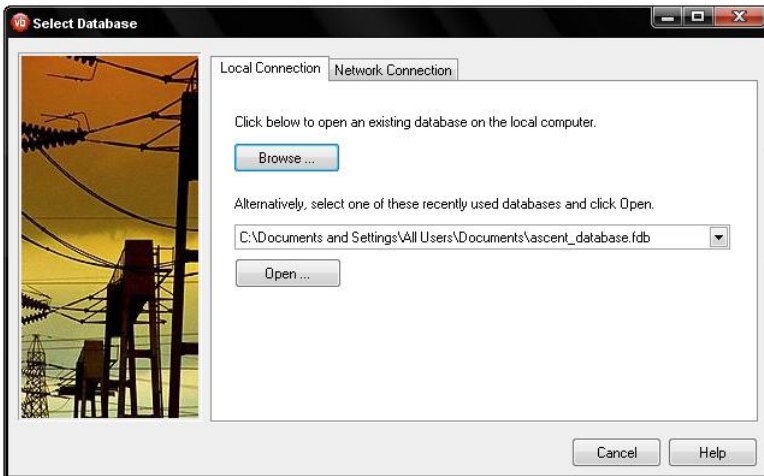 vb Select Database
Local Connection
Network Connection
Click below to open an existing database on the local computer.
Browse ...
Alternatively, select one of these recently used databases and click Open.
C:\Documents and Settings\All Users\Documents\ascent_database.fdb
Open ...
Cancel
Help